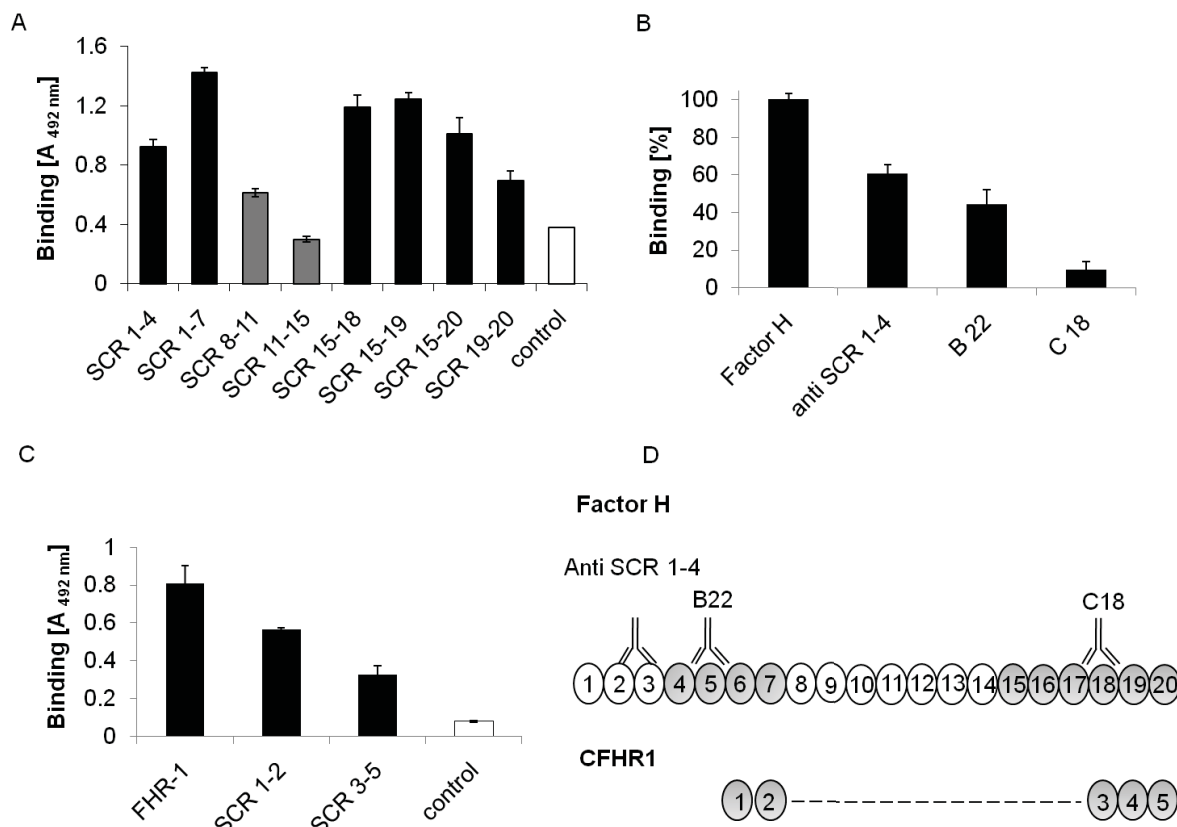 A
Binding [A 492 nm]
1.6
1.2
0.8
0.4
0
SCR 1-4
SCR 1-7
SCR 8-11
SCR 11-15
SCR 15-18
SCR 15-19
SCR 15-20
SCR 19-20
control
B
Binding [%]
100
80
60
40
20
0
Factor H
anti SCR 1-4
B 22
C 18
C
Binding [A 492 nm]
1
0.8
0.6
0.4
0.2
0
FHR-1
SCR 1-2
SCR 3-5
control
D
Factor H
Anti SCR 1-4
B22 C18
1 2 3 4 5 6 7 8 9 10 11 12 13 14 15 16 17 18 19 20
CFHR1
1 2 3 4 5